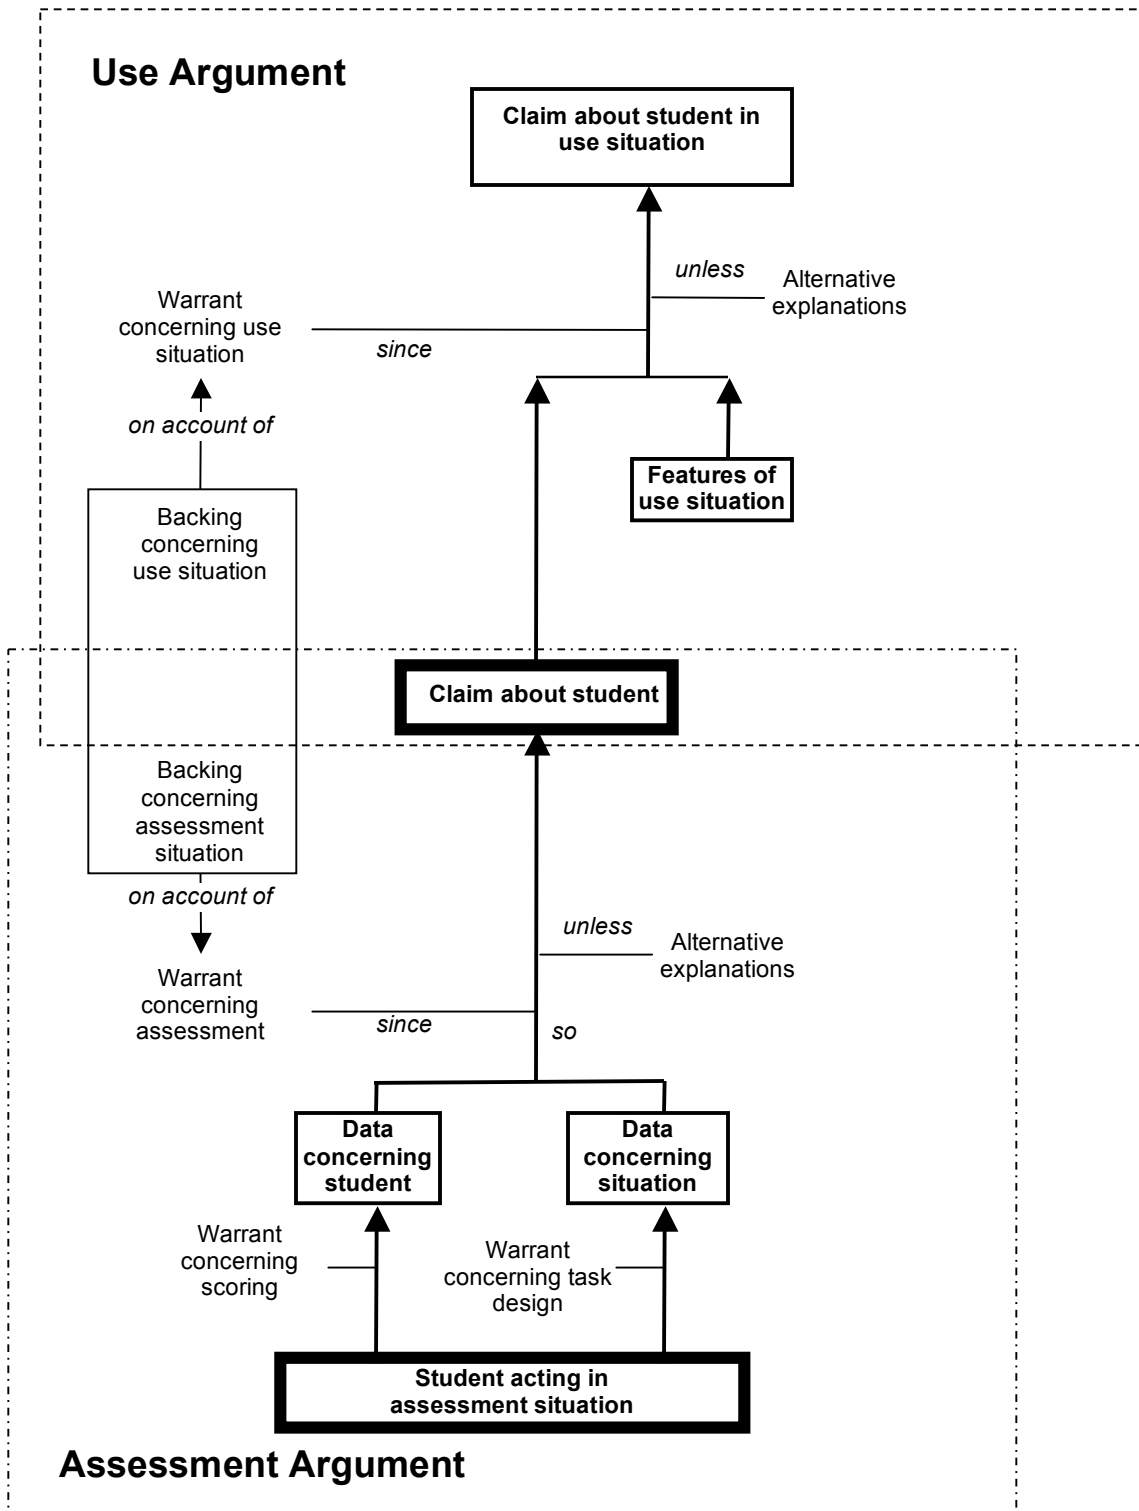 Use Argument
Claim about student in
use situation
unless
Alternative
explanations
Warrant
concerning use
situation
since
on account of
Features of
use situation
Backing
concerning
use situation
Claim about student
Backing
concerning
assessment
situation
on account of
unless
Alternative
explanations
Warrant
concerning
assessment
since
so
Data
concerning
student
Data
concerning
situation
Warrant
concerning
scoring
Warrant
concerning task
design
Student acting in
assessment situation
Assessment Argument